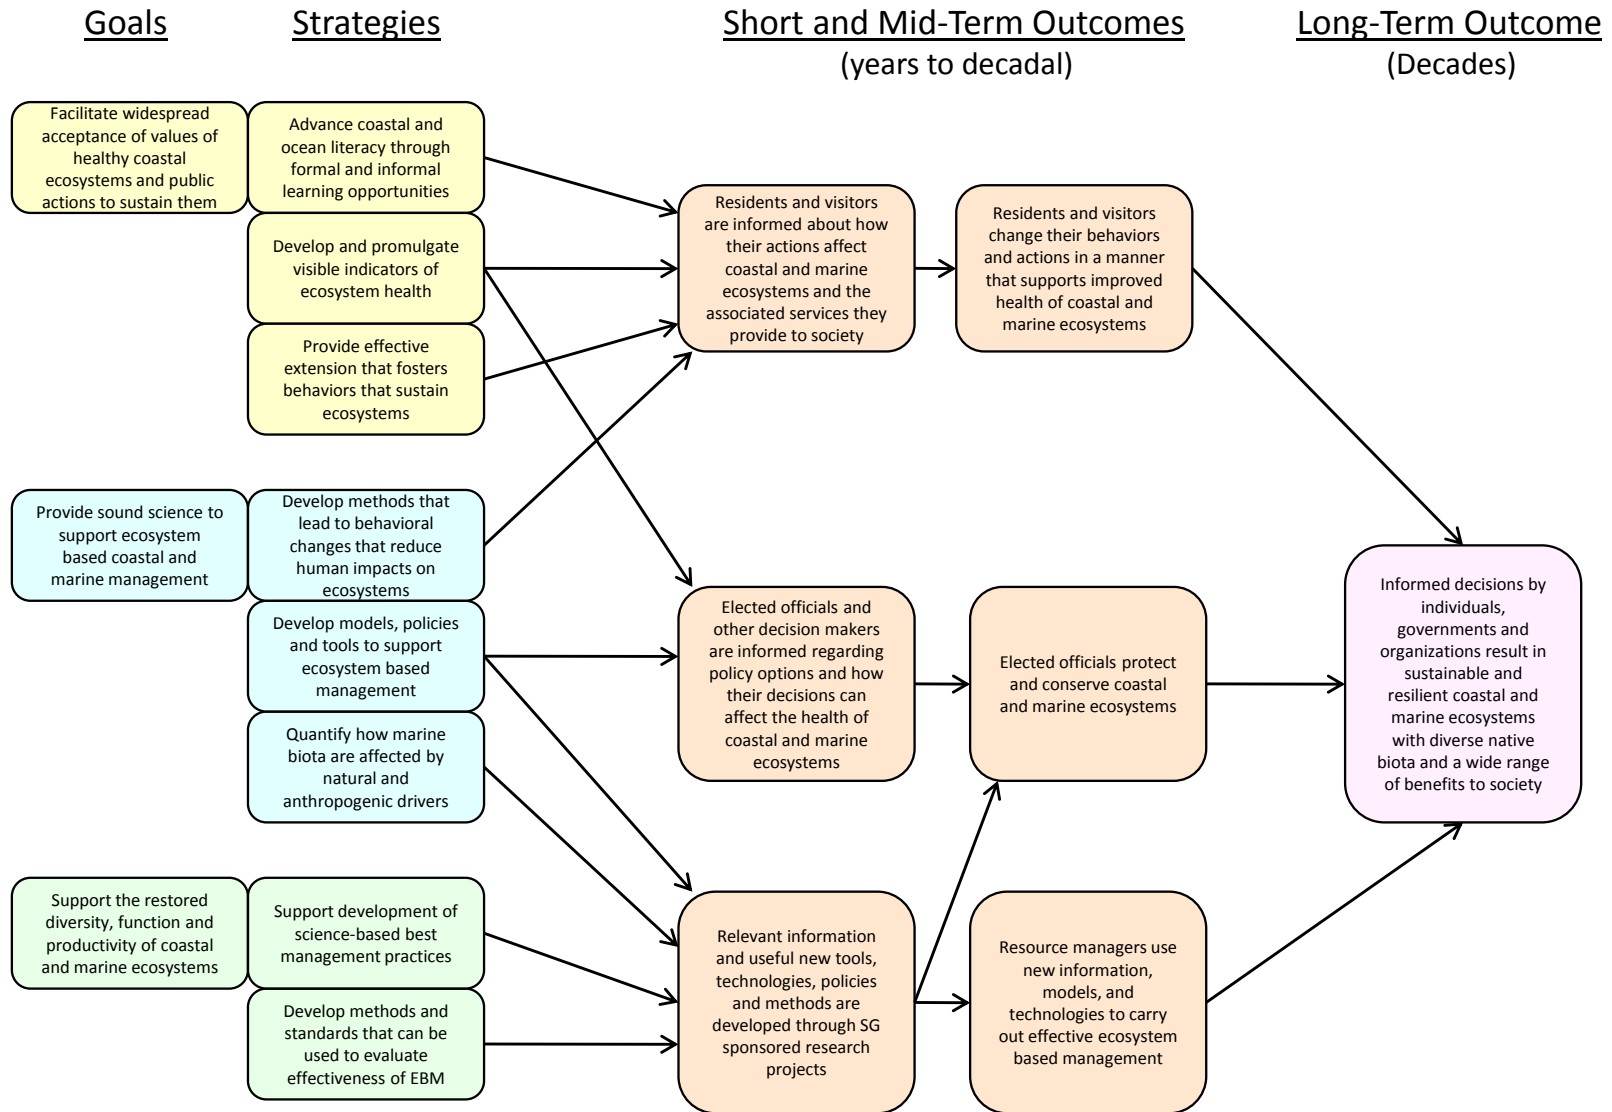 Goals
Strategies
Short and Mid-Term Outcomes
(years to decadal)
Long-Term Outcome
(Decades)
Facilitate widespread
acceptance of values of
healthy coastal
ecosystems and public
actions to sustain them
Advance coastal and
ocean literacy through
formal and informal
learning opportunities
Develop and promulgate
visible indicators of
ecosystem health
Provide effective
extension that fosters
behaviors that sustain
ecosystems
Residents and visitors
are informed about how
their actions affect
coastal and marine
ecosystems and the
associated services they
provide to society
Residents and visitors
change their behaviors
and actions in a manner
that supports improved
health of coastal and
marine ecosystems
Provide sound science to
support ecosystem
based coastal and
marine management
Develop methods that
lead to behavioral
changes that reduce
human impacts on
ecosystems
Develop models, policies
and tools to support
ecosystem based
management
Quantify how marine
biota are affected by
natural and
anthropogenic drivers
Elected officials and
other decision makers
are informed regarding
policy options and how
their decisions can
affect the health of
coastal and marine
ecosystems
Elected officials protect
and conserve coastal
and marine ecosystems
Informed decisions by
individuals,
governments and
organizations result in
sustainable and
resilient coastal and
marine ecosystems
with diverse native
biota and a wide range
of benefits to society
Support the restored
diversity, function and
productivity of coastal
and marine ecosystems
Support development of
science-based best
management practices
Develop methods and
standards that can be
used to evaluate
effectiveness of EBM
Relevant information
and useful new tools,
technologies, policies
and methods are
developed through SG
sponsored research
projects
Resource managers use
new information,
models, and
technologies to carry
out effective ecosystem
based management